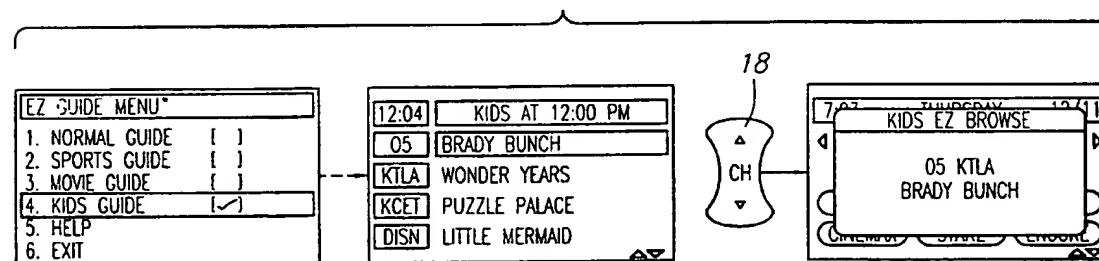 18
EZ GUIDE MENU
1. NORMAL GUIDE [ ]
2. SPORTS GUIDE [ ]
3. MOVIE GUIDE [ ]
4. KIDS GUIDE [✓]
5. HELP
6. EXIT
12:04 KIDS AT 12:00 PM
05 BRADY BUNCH
KTLA WONDER YEARS
KCET PUZZLE PALACE
DISN LITTLE MERMAID
CH
KIDS EZ BROWSE
05 KTLA
BRADY BUNCH